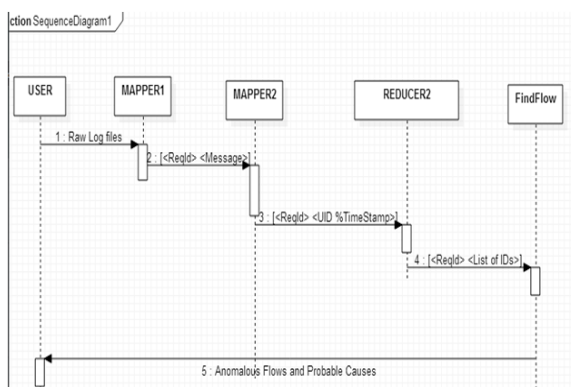 ction SequenceDiagram1
USER
MAPPER1
MAPPER2
REDUCER2
FindFlow
1 : Raw Log files
2 : [<ReqId> <Message>]
3 : [<ReqId> <UID %TimeStamp>]
4 : [<ReqId> <List of IDs>]
5 : Anomalous Flows and Probable Causes